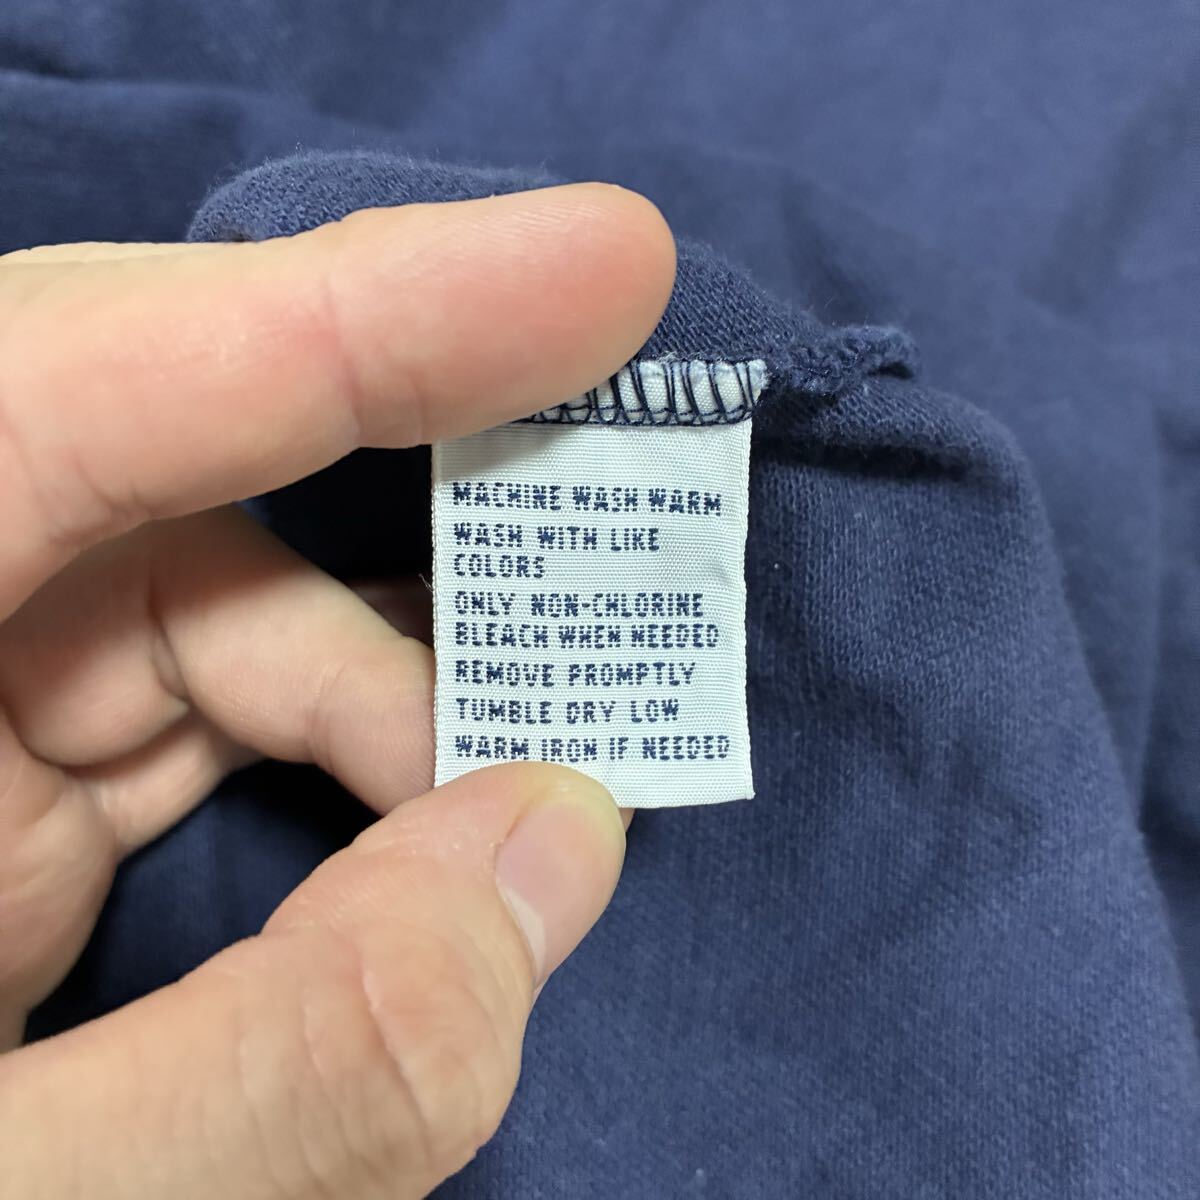 MACHINE WASH WARM
WASH WITH LIKE
COLORS
ONLY NON-CHLORINE
BLEACH WHEN NEEDED
REMOVE PROMPTLY
TUMBLE DRY LOW
WARM IRON IF NEEDED